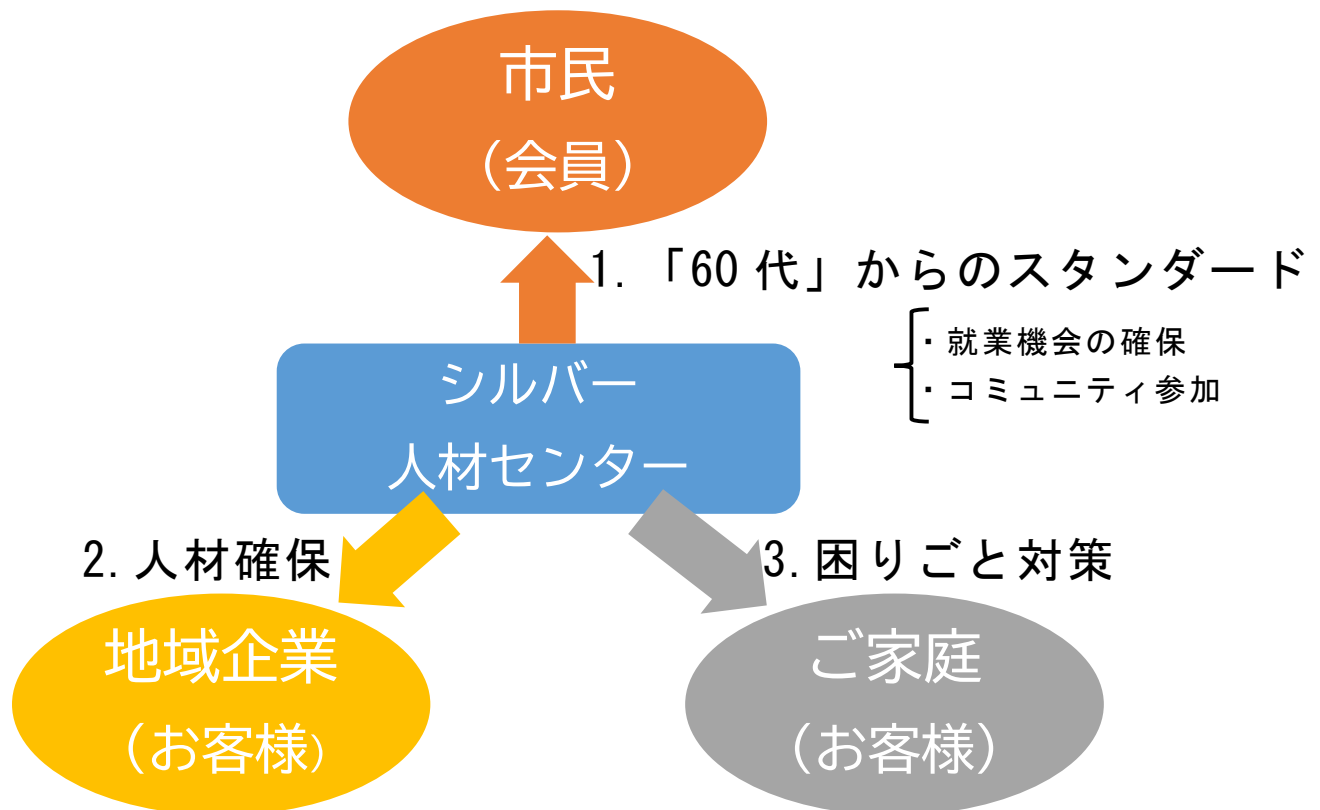 市民
（会員）
1. 「60代」からのスタンダード
・就業機会の確保
・コミュニティ参加
シルバー
人材センター
2. 人材確保
3. 困りごと対策
地域企業
（お客様）
ご家庭
（お客様）